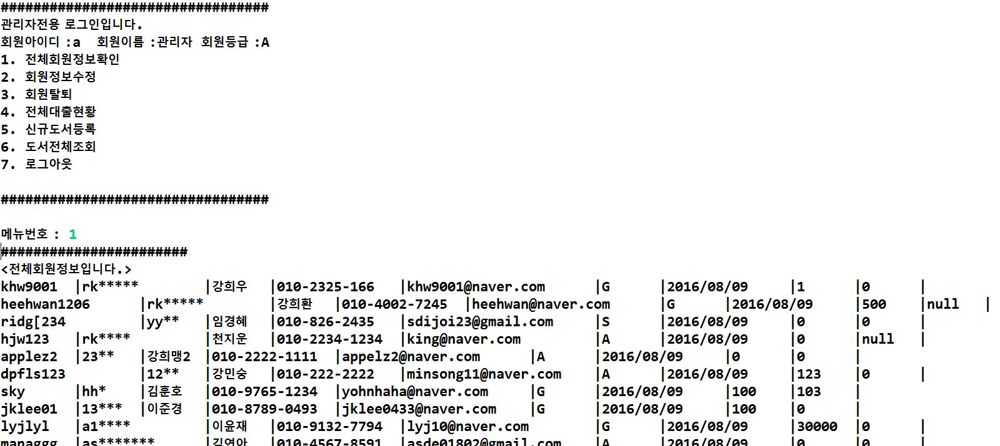 #################################
관리자전용 로그인입니다.
회원아이디 :a  회원이름 :관리자 회원등급 :A
1. 전체회원정보확인
2. 회원정보수정
3. 회원탈퇴
4. 전체대출현황
5. 신규도서등록
6. 도서전체조회
7. 로그아웃
#################################
메뉴번호 : 1
#######################
<전체회원정보입니다.>
khw9001 |rk***** |강희우 |010-2325-166 |khw9001@naver.com |G |2016/08/09 |1 |0 |
heehwan1206 |rk***** |강희환 |010-4002-7245 |heehwan@naver.com |G |2016/08/09 |500 |null |
ridg[234 |yy** |임경혜 |010-826-2435 |sdijoi23@gmail.com |S |2016/08/09 |0 |0 |
hjw123 |rk**** |천지운 |010-2234-1234 |king@naver.com |A |2016/08/09 |0 |null |
applez2 |23** |강희맹2 |010-2222-1111 |appelz2@naver.com |A |2016/08/09 |0 |0 |
dpfls123 |12** |강민숭 |010-222-2222 |minsong11@naver.com |A |2016/08/09 |123 |0 |
sky |hh* |김훈호 |010-9765-1234 |yohnhaha@naver.com |G |2016/08/09 |100 |103 |
jklee01 |13*** |이준경 |010-8789-0493 |jklee0433@naver.com |G |2016/08/09 |100 |0 |
lyjlyl |a1**** |이윤재 |010-9132-7794 |lyj10@naver.com |G |2016/08/09 |30000 |0 |
managgg |as******* |김연아 |010-4567-8591 |asde01802@gmail.com |A |2016/08/09 |0 |0 |